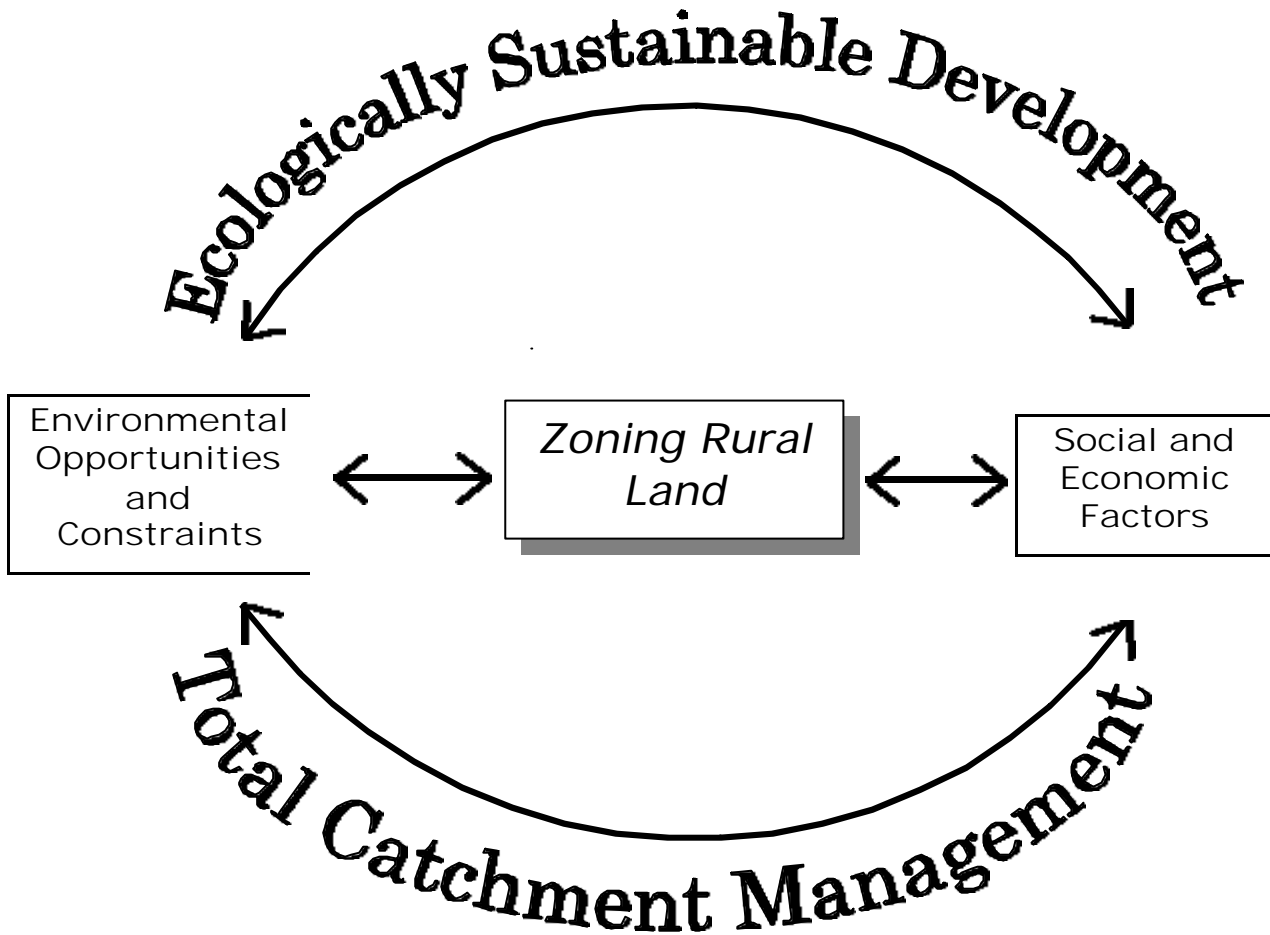 Ecologically Sustainable Development
Environmental
Opportunities
and
Constraints
Zoning Rural
Land
Social and
Economic
Factors
Total Catchment Management